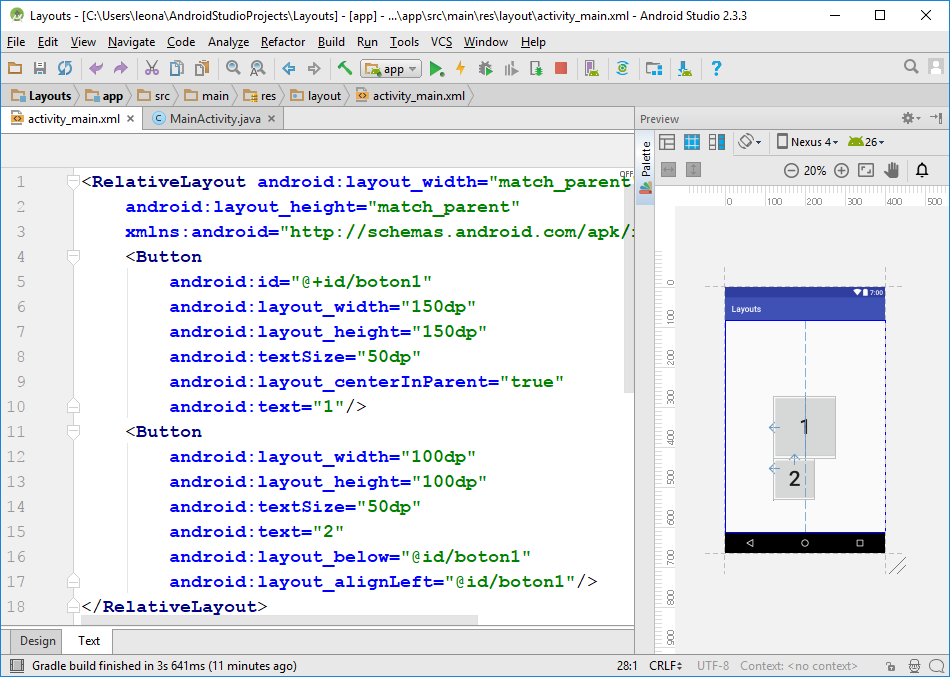 Layouts - [C:\Users\leona\AndroidStudioProjects\Layouts] - [app] - ...\app\src\main\res\layout\activity_main.xml - Android Studio 2.3.3
File Edit View Navigate Code Analyze Refactor Build Run Tools VCS Window Help
app
Layouts app src main res layout activity_main.xml
activity_main.xml MainActivity.java
Preview
Palette
Nexus 4 26
20%
OFF
1 <RelativeLayout android:layout_width="match_parent
2 android:layout_height="match_parent"
3 xmlns:android="http://schemas.android.com/apk/
4 <Button
5 android:id="@+id/boton1"
6 android:layout_width="150dp"
7 android:layout_height="150dp"
8 android:textSize="50dp"
9 android:layout_centerInParent="true"
10 android:text="1"/>
11 <Button
12 android:layout_width="100dp"
13 android:layout_height="100dp"
14 android:textSize="50dp"
15 android:text="2"
16 android:layout_below="@id/boton1"
17 android:layout_alignLeft="@id/boton1"/>
18 </RelativeLayout>
0 100 200 300 400 500
0
100
200
300
400
500
600
700
800
900
7:00
Layouts
1
2
Design Text
Gradle build finished in 3s 641ms (11 minutes ago) 28:1 CRLF UTF-8 Context: <no context>